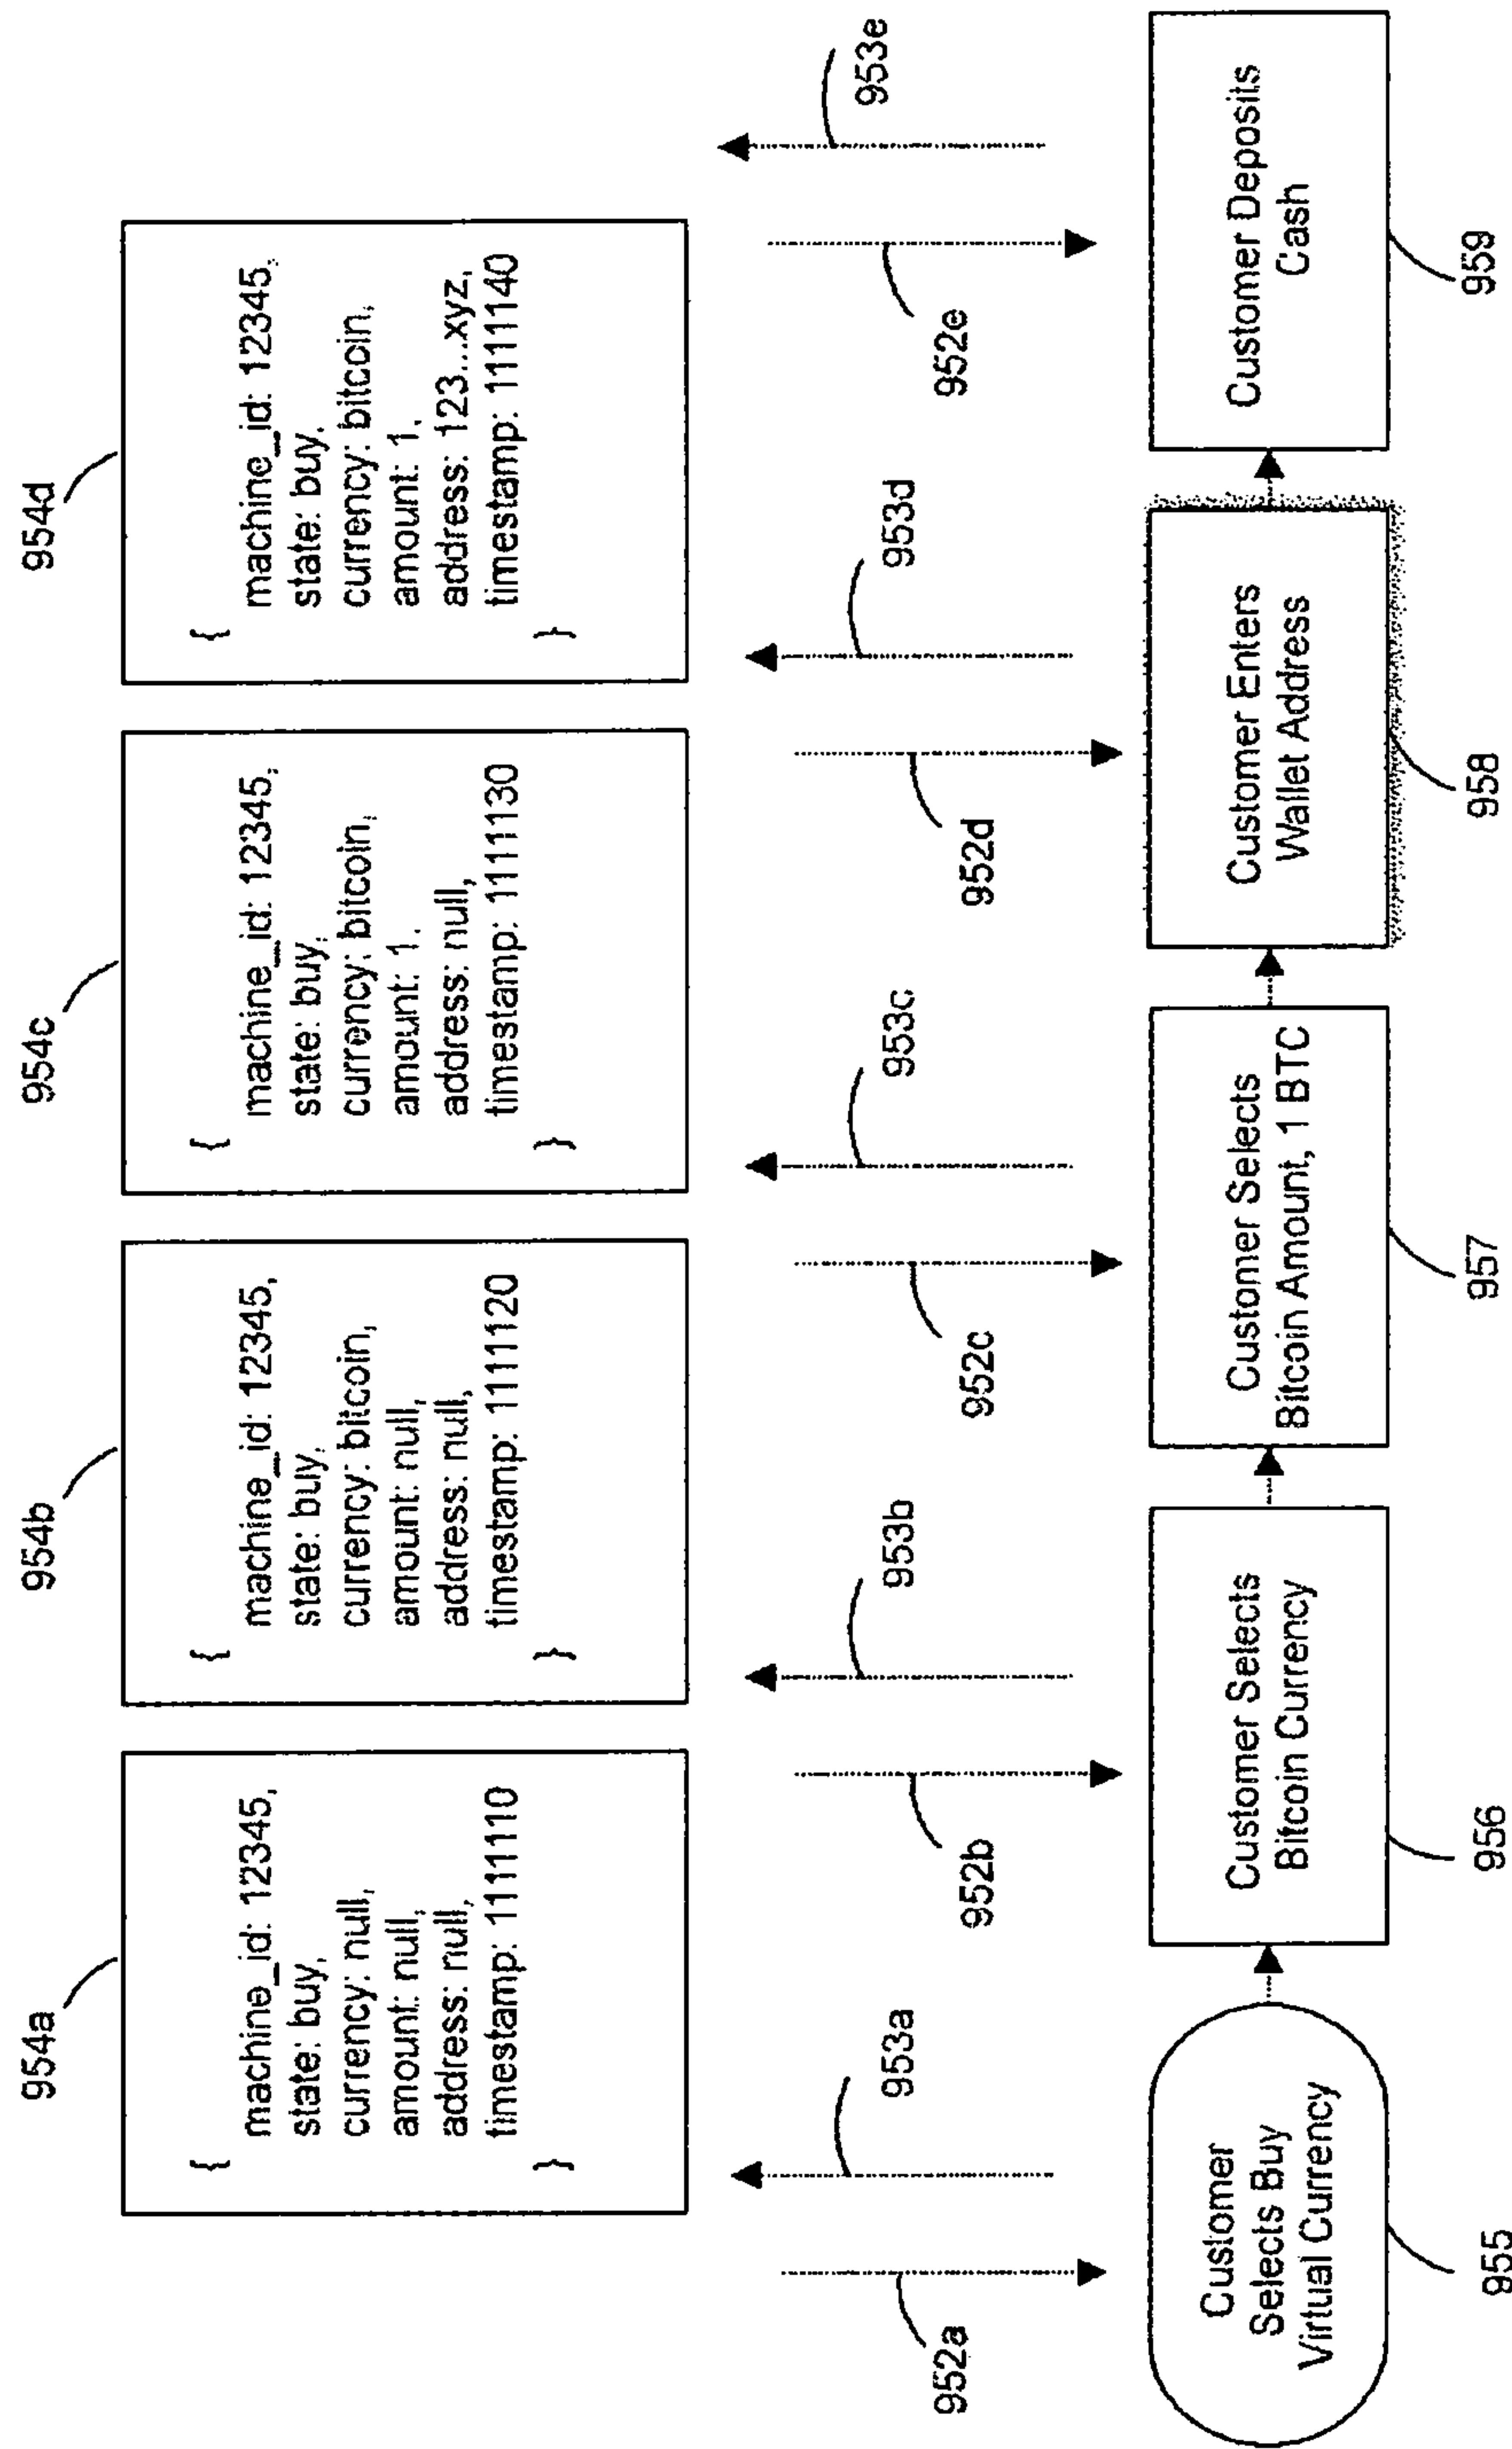 954a
954b
954c
954d
{
machine_id: 12345,
state: buy,
currency: null,
amount: null,
address: null,
timestamp: 1111110
}
{
machine_id: 12345,
state: buy,
currency: bitcoin,
amount: null,
address: null,
timestamp: 1111120
}
{
machine_id: 12345,
state: buy,
currency: bitcoin,
amount: 1,
address: null,
timestamp: 1111130
}
{
machine_id: 12345,
state: buy,
currency: bitcoin,
amount: 1,
address: 123...xyz,
timestamp: 1111140
}
953a
953b
953c
953d
953e
952a
952b
952c
952d
952e
Customer
Selects Buy
Virtual Currency
Customer Selects
Bitcoin Currency
Customer Selects
Bitcoin Amount, 1 BTC
Customer Enters
Wallet Address
Customer Deposits
Cash
955
956
957
958
959